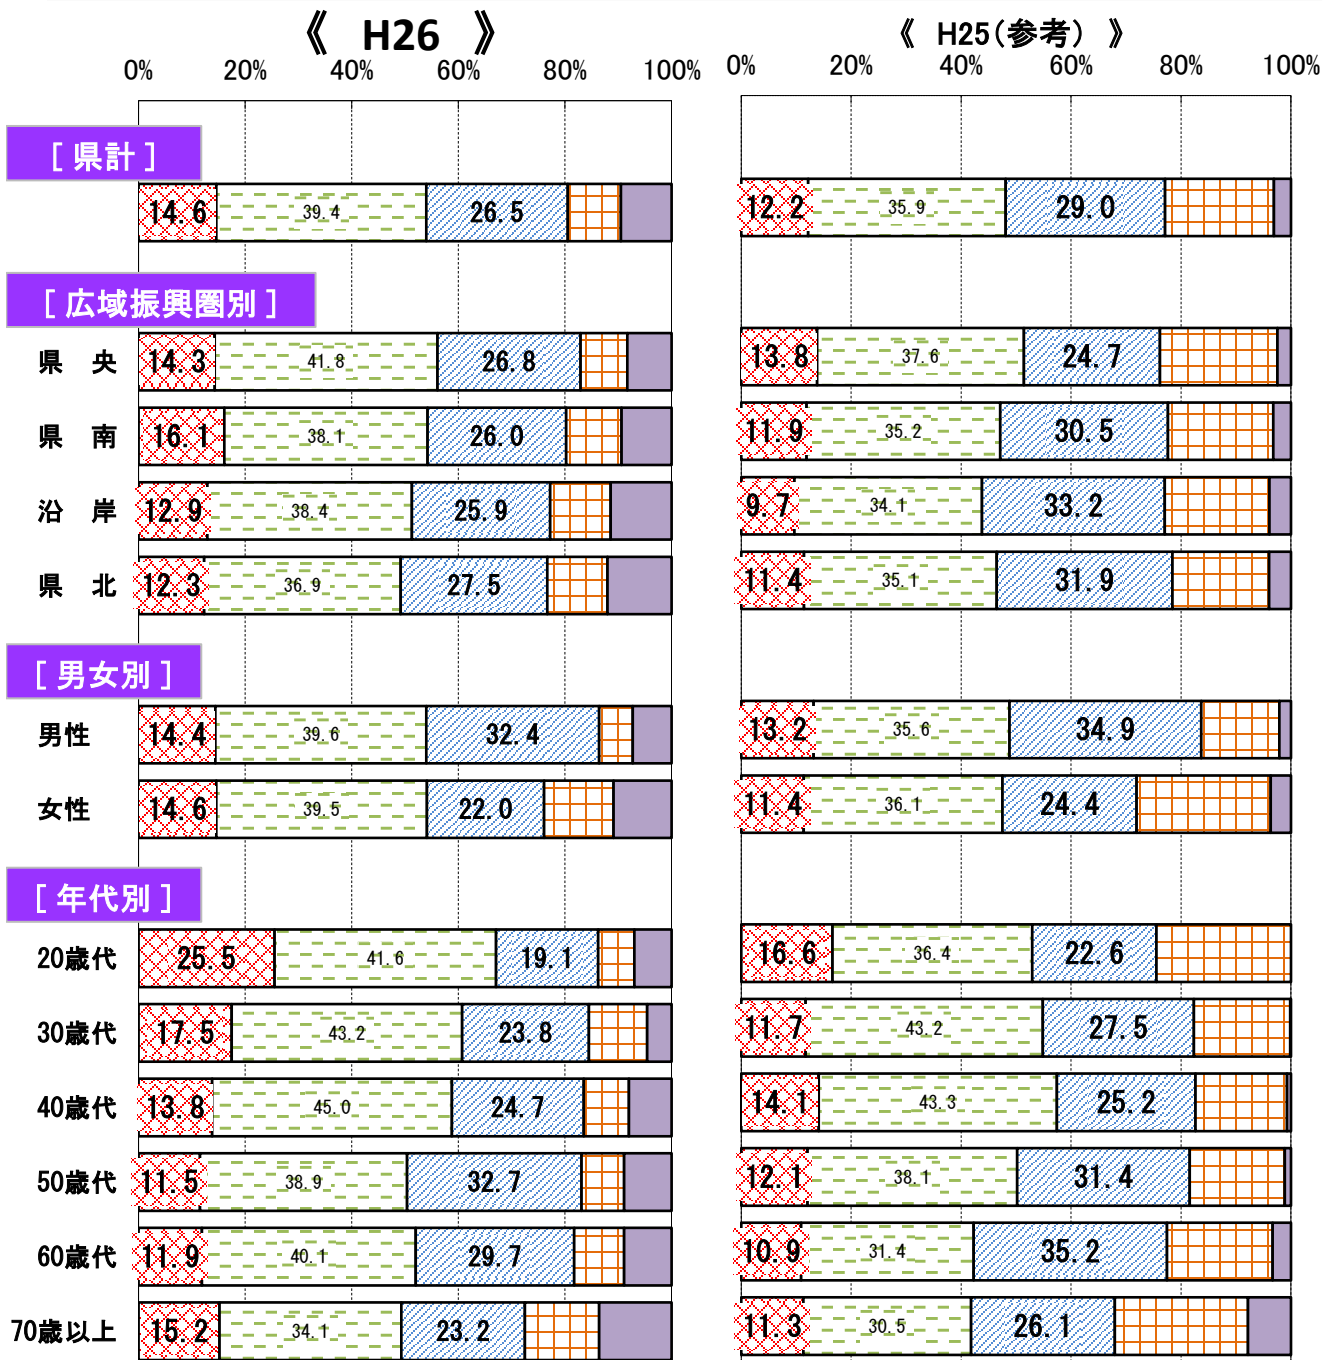 《 H26 》 《 H25(参考) 》
0% 20% 40% 60% 80% 100% 0% 20% 40% 60% 80% 100%
[ 県計 ]
14.6 39.4 26.5 12.2 35.9 29.0
[ 広域振興圏別 ]
県 央 14.3 41.8 26.8 13.8 37.6 24.7
県 南 16.1 38.1 26.0 11.9 35.2 30.5
沿 岸 12.9 38.4 25.9 9.7 34.1 33.2
県 北 12.3 36.9 27.5 11.4 35.1 31.9
[ 男女別 ]
男性 14.4 39.6 32.4 13.2 35.6 34.9
女性 14.6 39.5 22.0 11.4 36.1 24.4
[ 年代別 ]
20歳代 25.5 41.6 19.1 16.6 36.4 22.6
30歳代 17.5 43.2 23.8 11.7 43.2 27.5
40歳代 13.8 45.0 24.7 14.1 43.3 25.2
50歳代 11.5 38.9 32.7 12.1 38.1 31.4
60歳代 11.9 40.1 29.7 10.9 31.4 35.2
70歳以上 15.2 34.1 23.2 11.3 30.5 26.1